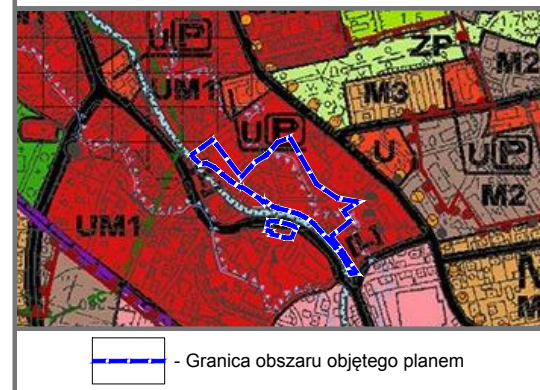 U P
ZP
M2
UM1
M3
U P
U
U P
M2
UM1
- Granica obszaru objętego planem